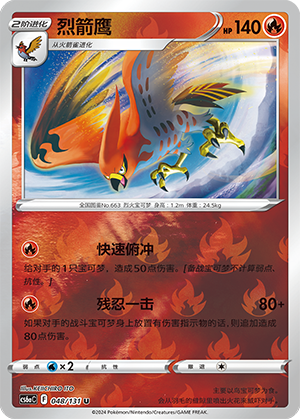 2阶进化
烈箭鹰
HP 140
从火箭雀进化
全国图鉴No.663 烈火宝可梦 身高：1.2m 体重：24.5kg
快速俯冲
给对手的1只宝可梦，造成50点伤害。[备战宝可梦不计算弱点、抗性。]
残忍一击 80+
如果对手的战斗宝可梦身上放置有伤害指示物的话，则追加造成80点伤害。
弱点 ×2 抗性 撤退
Illus.KEIICHIRO ITO
CS6aC F 048/131 U
©2024 Pokémon/Nintendo/Creatures/GAME FREAK.